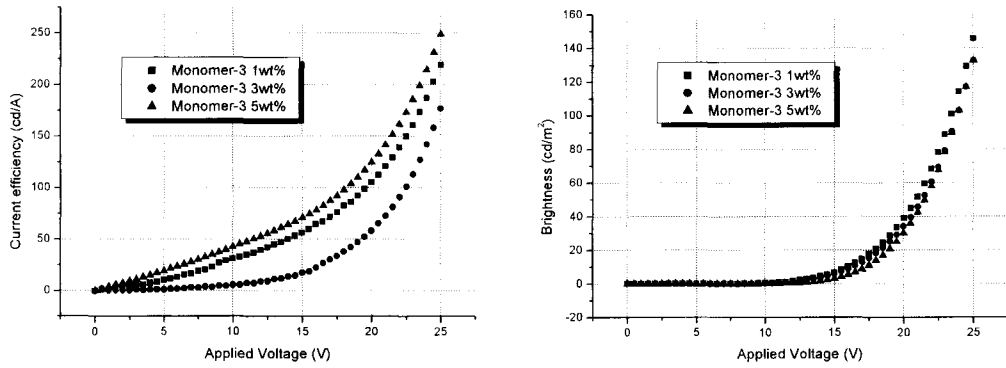 250
200
150
100
50
0
Current efficiency (cd/A)
Monomer-3 1wt%
Monomer-3 3wt%
Monomer-3 5wt%
0 5 10 15 20 25
Applied Voltage (V)
160
140
120
100
80
60
40
20
0
-20
Brightness (cd/m²)
Monomer-3 1wt%
Monomer-3 3wt%
Monomer-3 5wt%
0 5 10 15 20 25
Applied Voltage (V)